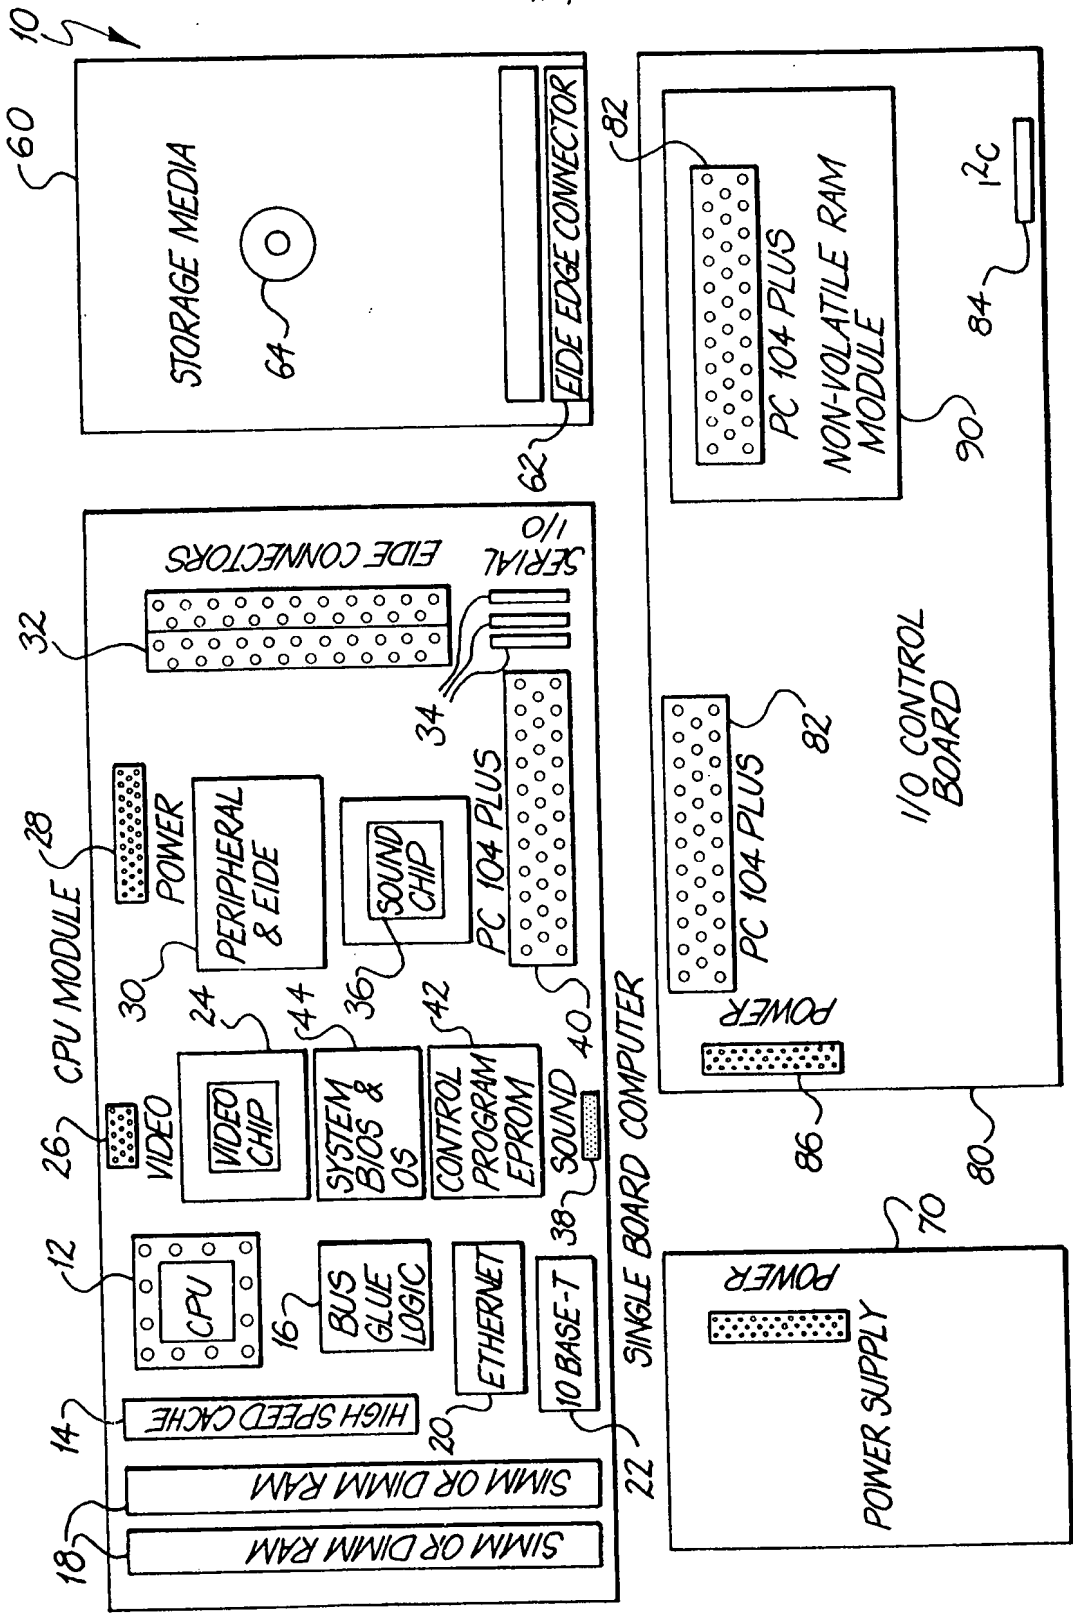 10
CPU MODULE
18
SIMM OR DIMM RAM
SIMM OR DIMM RAM
14
HIGH SPEED CACHE
12
CPU
16
BUS
GLUE
LOGIC
20
ETHERNET
22
10 BASE-T
26
VIDEO
24
VIDEO
CHIP
44
SYSTEM
BIOS &
OS
42
CONTROL
PROGRAM
EPROM
38
SOUND
28
POWER
30
PERIPHERAL
& EIDE
36
SOUND
CHIP
PC 104 PLUS
40
32
EIDE CONNECTORS
34
SERIAL
I/O
SINGLE BOARD COMPUTER
60
STORAGE MEDIA
64
62
EIDE EDGE CONNECTOR
POWER
POWER SUPPLY
70
POWER
86
80
PC 104 PLUS
82
I/O CONTROL
BOARD
82
PC 104 PLUS
NON-VOLATILE RAM
MODULE
90
I2C
84